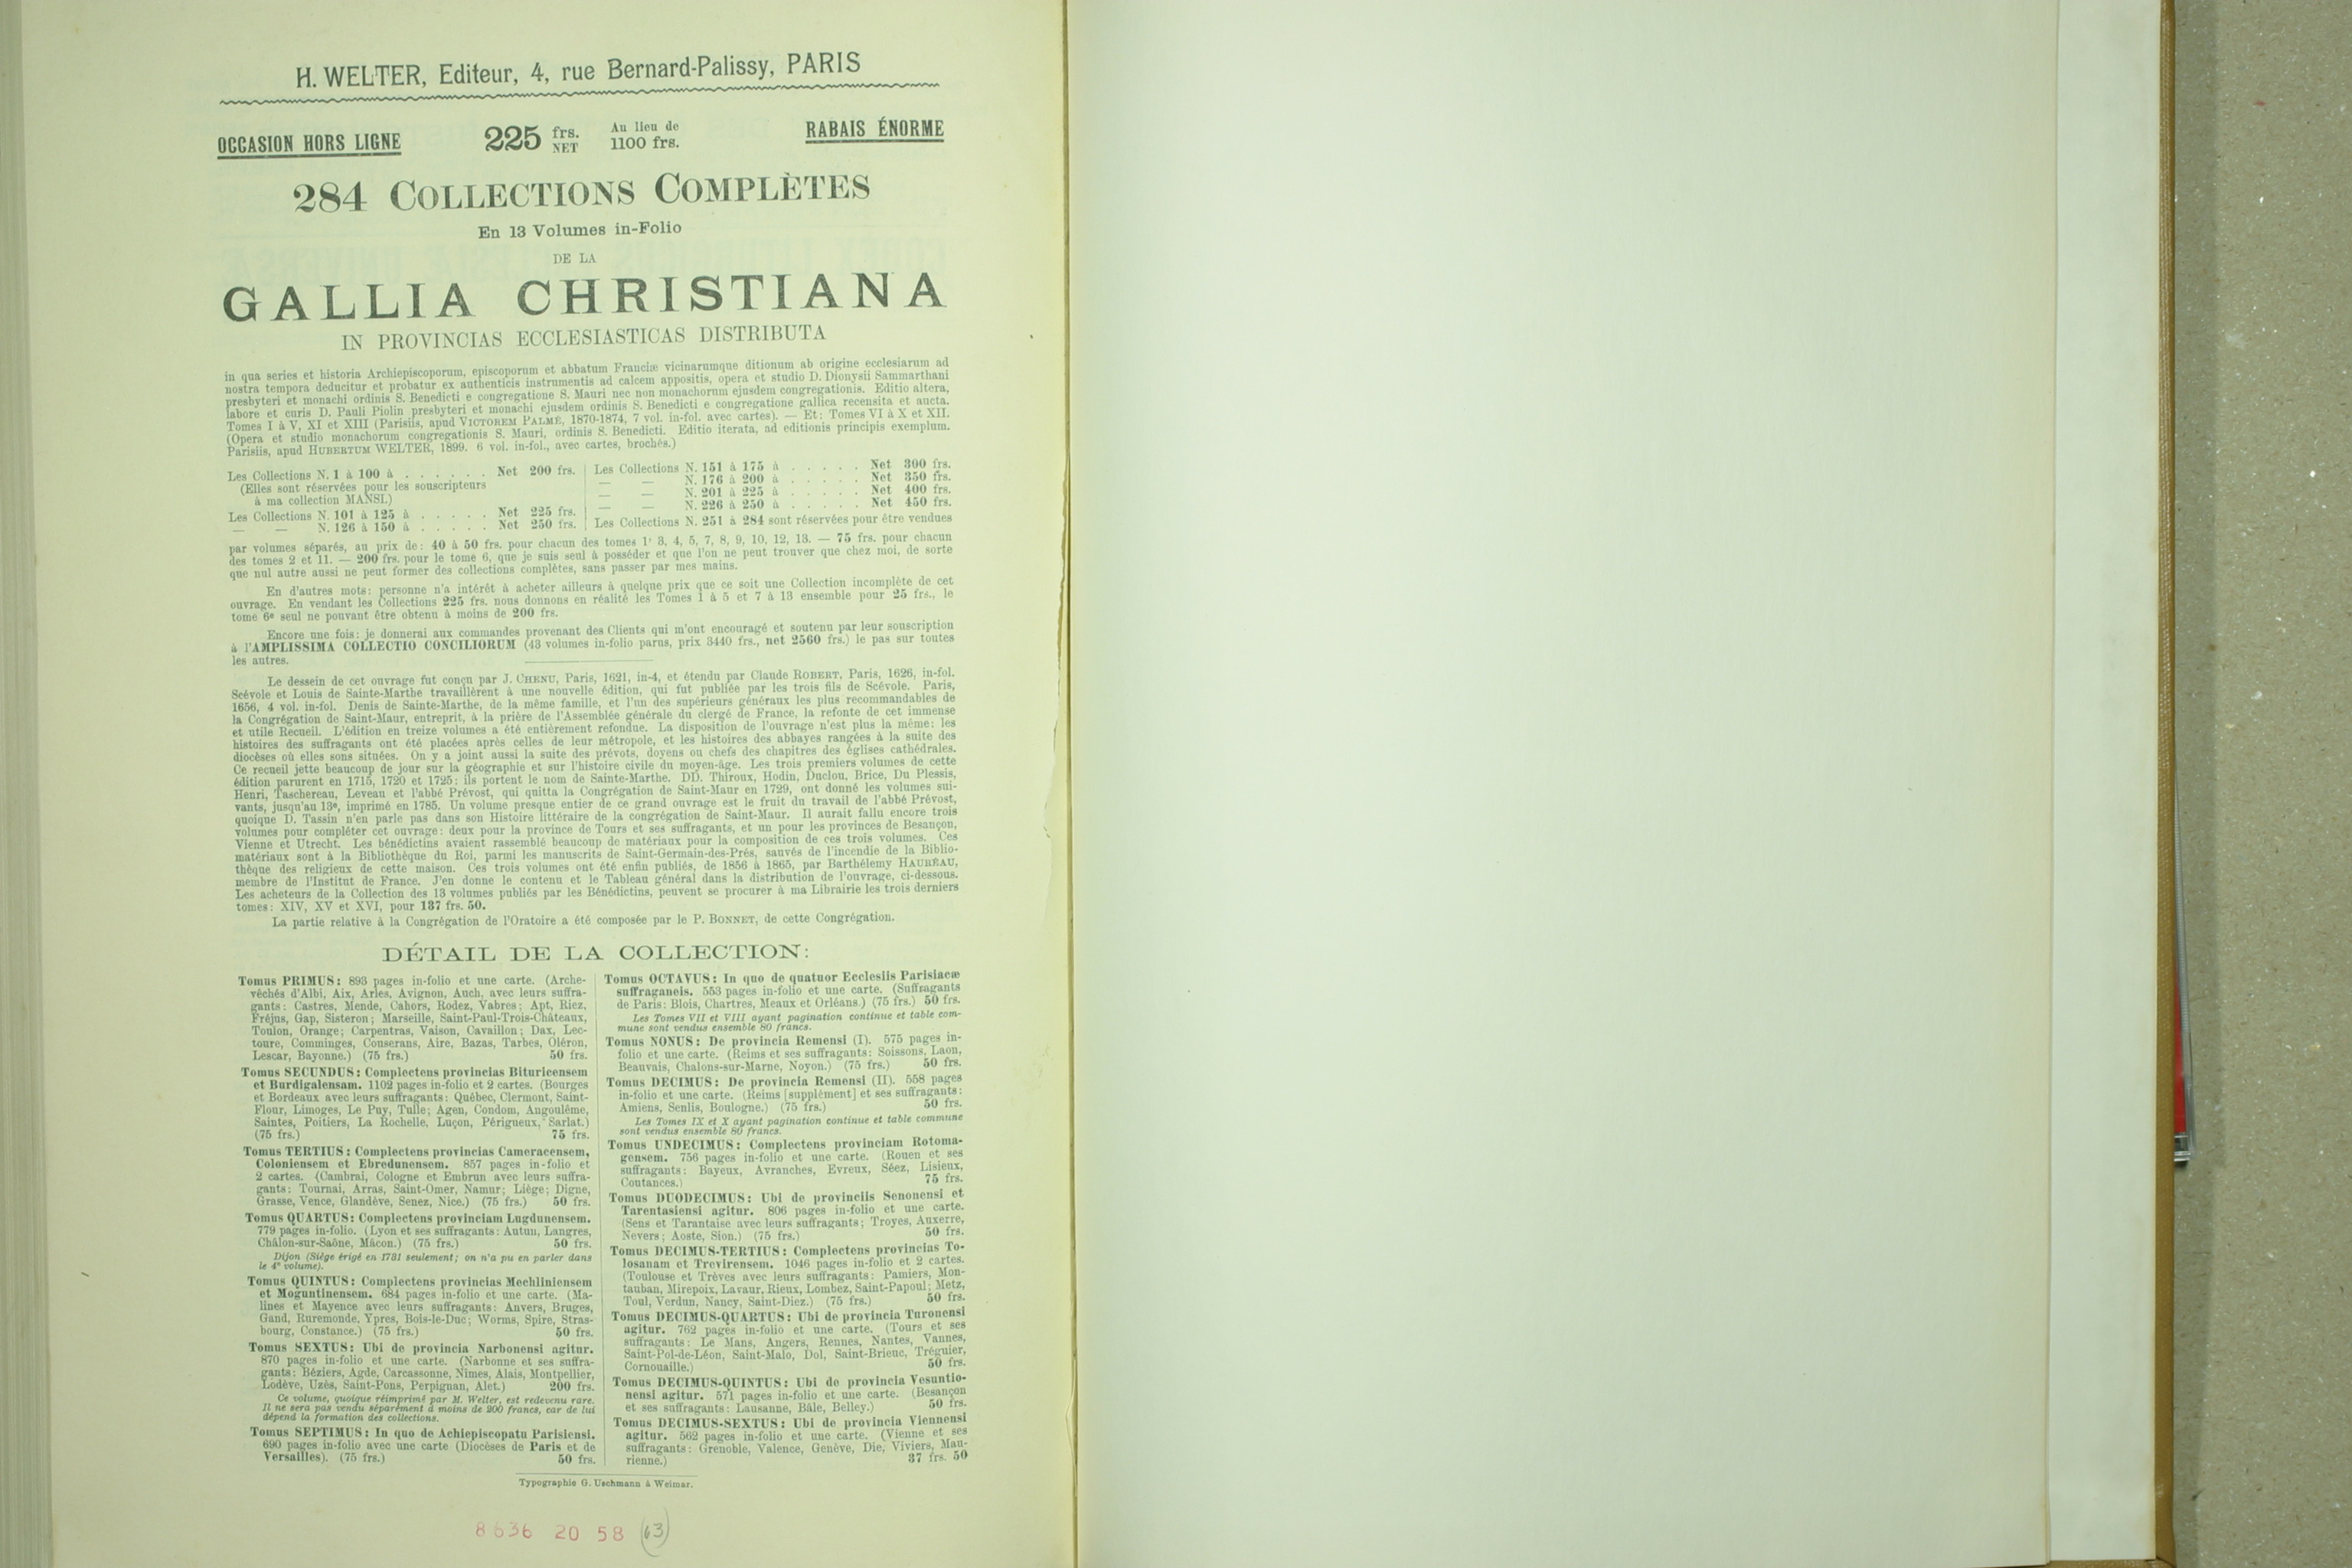 H. WELTER, Editeur, 4, rue Bernard-Palissy, PARIS
OCCASION HORS LIGNE
225 frs. NET
Au lieu de 1100 frs.
RABAIS ÉNORME
284 COLLECTIONS COMPLÈTES
En 13 Volumes in-Folio
DE LA
GALLIA CHRISTIANA
IN PROVINCIAS ECCLESIASTICAS DISTRIBUTA
in qua series et historia Archiepiscoporum, episcoporum et abbatum Franciæ vicinarumque ditionum ab origine ecclesiarum ad
nostra tempora deducitur et probatur ex authenticis instrumentis ad calcem appositis, opera et studio D. Dionysii Sammarthani
presbyteri et monachi ordinis S. Benedicti e congregatione S. Mauri nec non monachorum ejusdem congregationis. Editio altera,
labore et curis D. Pauli Piolin presbyteri et monachi ejusdem ordinis S. Benedicti e congregatione gallica recensita et aucta.
Tomes I à V, XI et XIII (Parisiis, apud VICTOREM PALMÉ, 1870-1874, 7 vol. in-fol. avec cartes). — Et: Tomes VI à X et XII.
(Opera et studio monachorum congregationis S. Mauri, ordinis S. Benedicti. Editio iterata, ad editionis principis exemplum.
Parisiis, apud HUBERTUM WELTER, 1899. 6 vol. in-fol., avec cartes, brochés.)
Les Collections N. 1 à 100 à . . . . . . Net 200 frs.
(Elles sont réservées pour les souscripteurs
à ma collection MANSI.)
Les Collections N. 101 à 125 à . . . . . Net 225 frs.
— — N. 126 à 150 à . . . . . Net 250 frs.
Les Collections N. 151 à 175 à . . . . . Net 300 frs.
— — N. 176 à 200 à . . . . . Net 350 frs.
— — N. 201 à 225 à . . . . . Net 400 frs.
— — N. 226 à 250 à . . . . . Net 450 frs.
Les Collections N. 251 à 284 sont réservées pour être vendues
par volumes séparés, au prix de: 40 à 50 frs. pour chacun des tomes 1' 3, 4, 5, 7, 8, 9, 10, 12, 13. — 75 frs. pour chacun
des tomes 2 et 11. — 200 frs. pour le tome 6, que je suis seul à posséder et que l'on ne peut trouver que chez moi, de sorte
que nul autre aussi ne peut former des collections complètes, sans passer par mes mains.
En d'autres mots: personne n'a intérêt à acheter ailleurs à quelque prix que ce soit une Collection incomplète de cet
ouvrage. En vendant les Collections 225 frs. nous donnons en réalité les Tomes 1 à 5 et 7 à 13 ensemble pour 25 frs., le
tome 6e seul ne pouvant être obtenu à moins de 200 frs.
Encore une fois: je donnerai aux commandes provenant des Clients qui m'ont encouragé et soutenu par leur souscription
à l'AMPLISSIMA COLLECTIO CONCILIORUM (43 volumes in-folio parus, prix 3440 frs., net 2560 frs.) le pas sur toutes
les autres.
Le dessein de cet ouvrage fut conçu par J. CHENU, Paris, 1621, in-4, et étendu par Claude ROBERT, Paris, 1626, in-fol.
Scévole et Louis de Sainte-Marthe travaillèrent à une nouvelle édition, qui fut publiée par les trois fils de Scévole. Paris,
1656, 4 vol. in-fol. Denis de Sainte-Marthe, de la même famille, et l'un des supérieurs généraux les plus recommandables de
la Congrégation de Saint-Maur, entreprit, à la prière de l'Assemblée générale du clergé de France, la refonte de cet immense
et utile Recueil. L'édition en treize volumes a été entièrement refondue. La disposition de l'ouvrage n'est plus la même: les
histoires des suffragants ont été placées après celles de leur métropole, et les histoires des abbayes rangées à la suite des
diocèses où elles sons situées. On y a joint aussi la suite des prévots, doyens ou chefs des chapitres des églises cathédrales.
Ce recueil jette beaucoup de jour sur la géographie et sur l'histoire civile du moyen-âge. Les trois premiers volumes de cette
édition parurent en 1715, 1720 et 1725: ils portent le nom de Sainte-Marthe. DD. Thiroux, Hodin, Duclou, Brice, Du Plessis,
Henri, Taschereau, Leveau et l'abbé Prévost, qui quitta la Congrégation de Saint-Maur en 1729, ont donné les volumes sui-
vants, jusqu'au 13e, imprimé en 1785. Un volume presque entier de ce grand ouvrage est le fruit du travail de l'abbé Prévost,
quoique D. Tassin n'en parle pas dans son Histoire littéraire de la congrégation de Saint-Maur. Il aurait fallu encore trois
volumes pour compléter cet ouvrage: deux pour la province de Tours et ses suffragants, et un pour les provinces de Besançon,
Vienne et Utrecht. Les bénédictins avaient rassemblé beaucoup de matériaux pour la composition de ces trois volumes. Ces
matériaux sont à la Bibliothèque du Roi, parmi les manuscrits de Saint-Germain-des-Prés, sauvés de l'incendie de la Biblio-
thèque des religieux de cette maison. Ces trois volumes ont été enfin publiés, de 1856 à 1865, par Barthélemy HAURÉAU,
membre de l'Institut de France. J'en donne le contenu et le Tableau général dans la distribution de l'ouvrage, ci-dessous.
Les acheteurs de la Collection des 13 volumes publiés par les Bénédictins, peuvent se procurer à ma Librairie les trois derniers
tomes: XIV, XV et XVI, pour 137 frs. 50.
La partie relative à la Congrégation de l'Oratoire a été composée par le P. BONNET, de cette Congrégation.
DÉTAIL DE LA COLLECTION:
Tomus PRIMUS: 893 pages in-folio et une carte. (Arche-
vêchés d'Albi, Aix, Arles, Avignon, Auch, avec leurs suffra-
gants: Castres, Mende, Cahors, Rodez, Vabres; Apt, Riez,
Fréjus, Gap, Sisteron; Marseille, Saint-Paul-Trois-Châteaux,
Toulon, Orange; Carpentras, Vaison, Cavaillon; Dax, Lec-
toure, Comminges, Couserans, Aire, Bazas, Tarbes, Oléron,
Lescar, Bayonne.) (75 frs.) 50 frs.
Tomus SECUNDUS: Complectens provincias Bituricensem
et Burdigalensam. 1102 pages in-folio et 2 cartes. (Bourges
et Bordeaux avec leurs suffragants: Québec, Clermont, Saint-
Flour, Limoges, Le Puy, Tulle; Agen, Condom, Angoulême,
Saintes, Poitiers, La Rochelle, Luçon, Périgueux, Sarlat.)
(75 frs.) 75 frs.
Tomus TERTIUS: Complectens provincias Cameracensem,
Coloniensem et Ebredunensem. 857 pages in-folio et
2 cartes. (Cambrai, Cologne et Embrun avec leurs suffra-
gants: Tournai, Arras, Saint-Omer, Namur; Liège; Digne,
Grasse, Vence, Glandève, Senez, Nice.) (75 frs.) 50 frs.
Tomus QUARTUS: Complectens provinciam Lugdunensem.
779 pages in-folio. (Lyon et ses suffragants: Autun, Langres,
Châlon-sur-Saône, Mâcon.) (75 frs.) 50 frs.
Dijon (Siège érigé en 1731 seulement; on n'a pu en parler dans
le 4e volume).
Tomus QUINTUS: Complectens provincias Mechliniensem
et Moguntinensem. 684 pages in-folio et une carte. (Ma-
lines et Mayence avec leurs suffragants: Anvers, Bruges,
Gand, Ruremonde, Ypres, Bois-le-Duc; Worms, Spire, Stras-
bourg, Constance.) (75 frs.) 50 frs.
Tomus SEXTUS: Ubi de provincia Narbonensi agitur.
870 pages in-folio et une carte. (Narbonne et ses suffra-
gants: Béziers, Agde, Carcassonne, Nimes, Alais, Montpellier,
Lodève, Uzès, Saint-Pons, Perpignan, Alet.) 200 frs.
Ce volume, quoique réimprimé par M. Welter, est redevenu rare.
Il ne sera pas vendu séparément à moins de 200 francs, car de lui
dépend la formation des collections.
Tomus SEPTIMUS: In quo de Achiepiscopatu Parisiensi.
690 pages in-folio avec une carte (Diocèses de Paris et de
Versailles). (75 frs.) 50 frs.
Tomus OCTAVUS: In quo de quatuor Ecclesiis Parisiacæ
suffraganeis. 553 pages in-folio et une carte. (Suffragants
de Paris: Blois, Chartres, Meaux et Orléans.) (75 frs.) 50 frs.
Les Tomes VII et VIII ayant pagination continue et table com-
mune sont vendus ensemble 80 francs.
Tomus NONUS: De provincia Remensi (I). 575 pages in-
folio et une carte. (Reims et ses suffragants: Soissons, Laon,
Beauvais, Chalons-sur-Marne, Noyon.) (75 frs.) 50 frs.
Tomus DECIMUS: De provincia Remensi (II). 558 pages
in-folio et une carte. (Reims [supplément] et ses suffragants:
Amiens, Senlis, Boulogne.) (75 frs.) 50 frs.
Les Tomes IX et X ayant pagination continue et table commune
sont vendus ensemble 80 francs.
Tomus UNDECIMUS: Complectens provinciam Rotoma-
gensem. 756 pages in-folio et une carte. (Rouen et ses
suffragants: Bayeux, Avranches, Evreux, Séez, Lisieux,
Coutances.) 75 frs.
Tomus DUODECIMUS: Ubi de provinciis Senonensi et
Tarentasiensi agitur. 806 pages in-folio et une carte.
(Sens et Tarantaise avec leurs suffragants; Troyes, Auxerre,
Nevers; Aoste, Sion.) (75 frs.) 50 frs.
Tomus DECIMUS-TERTIUS: Complectens provincias To-
losanam et Trevirensem. 1046 pages in-folio et 2 cartes.
(Toulouse et Trèves avec leurs suffragants: Pamiers, Mon-
tauban, Mirepoix, Lavaur, Rieux, Lombez, Saint-Papoul; Metz,
Toul, Verdun, Nancy, Saint-Diez.) (75 frs.) 50 frs.
Tomus DECIMUS-QUARTUS: Ubi de provincia Turonensi
agitur. 762 pages in-folio et une carte. (Tours et ses
suffragants: Le Mans, Angers, Rennes, Nantes, Vannes,
Saint-Pol-de-Léon, Saint-Malo, Dol, Saint-Brieuc, Tréguier,
Cornouaille.) 50 frs.
Tomus DECIMUS-QUINTUS: Ubi de provincia Vesuntio-
nensi agitur. 571 pages in-folio et une carte. (Besançon
et ses suffragants: Lausanne, Bâle, Belley.) 50 frs.
Tomus DECIMUS-SEXTUS: Ubi de provincia Viennensi
agitur. 562 pages in-folio et une carte. (Vienne et ses
suffragants: Grenoble, Valence, Genève, Die, Viviers, Mau-
rienne.) 37 frs. 50
Typographie G. Uschmann à Weimar.
8636 20 58 (63)